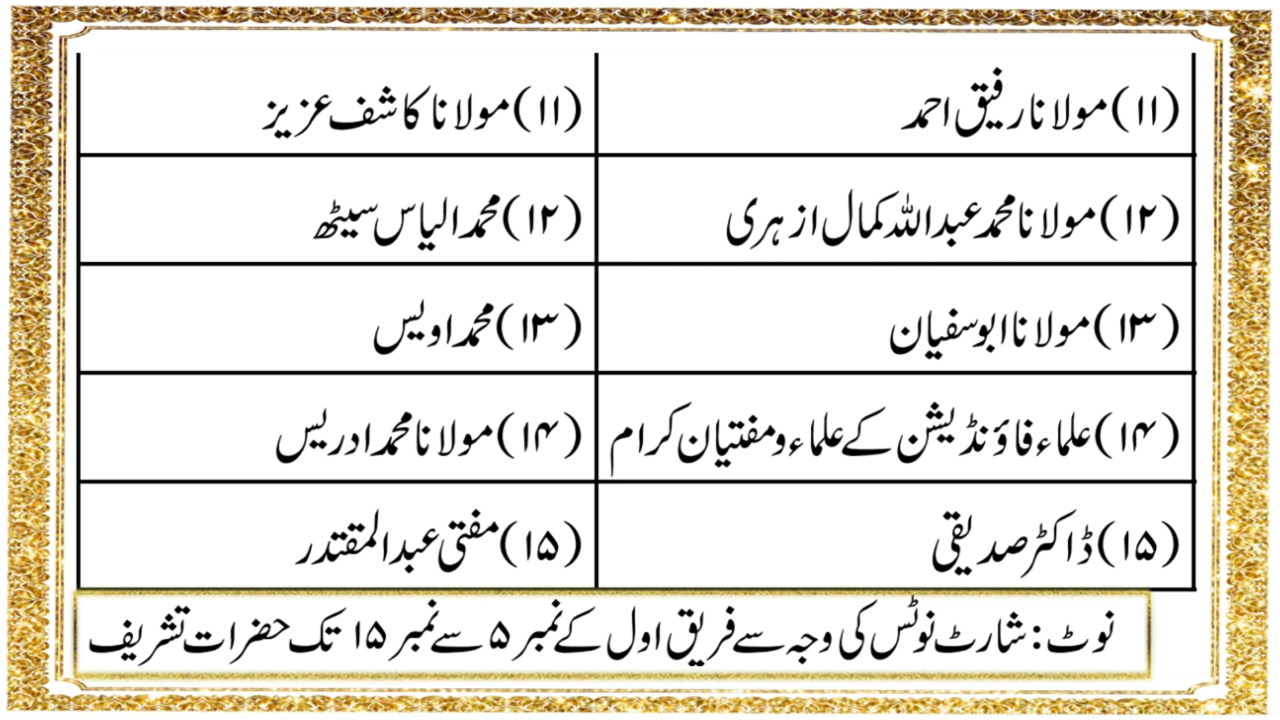 (۱۱) مولانا رفیق احمد (۱۱) مولانا کاشف عزیز
(۱۲) مولانا محمد عبداللہ کمال ازہری (۱۲) محمد الیاس سیٹھ
(۱۳) مولانا ابوسفیان (۱۳) محمد اویس
(۱۴) علماء فاؤنڈیشن کے علماء و مفتیان کرام (۱۴) مولانا محمد ادریس
(۱۵) ڈاکٹر صدیقی (۱۵) مفتی عبدالمقتدر
نوٹ: شارٹ نوٹس کی وجہ سے فریق اول کے نمبر ۵ سے نمبر ۱۵ تک حضرات تشریف